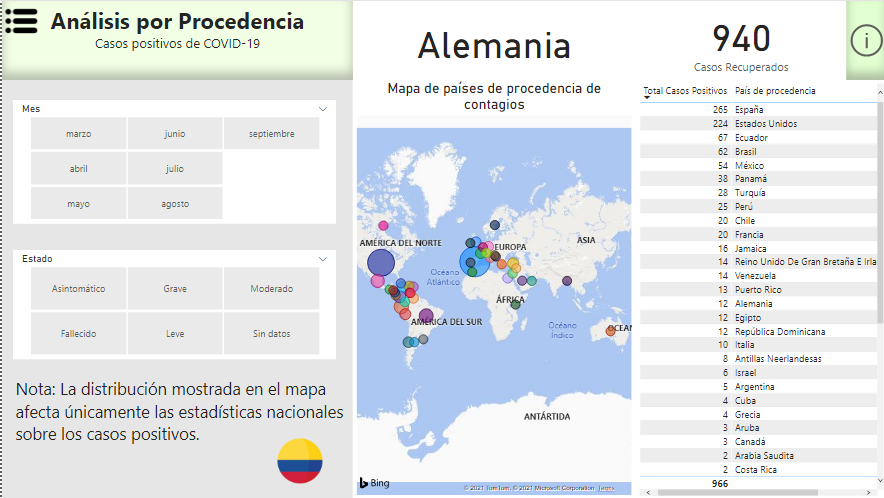 Análisis por Procedencia
Casos positivos de COVID-19
Mes
marzo junio septiembre
abril julio
mayo agosto
Estado
Asintomático Grave Moderado
Fallecido Leve Sin datos
Nota: La distribución mostrada en el mapa
afecta únicamente las estadísticas nacionales
sobre los casos positivos.
Alemania
Mapa de países de procedencia de
contagios
AMÉRICA DEL NORTE
EUROPA
ASIA
Océano
Atlántico
ÁFRICA
AMÉRICA DEL SUR
Océano
Índico
OCEAN
ANTÁRTIDA
Bing
© 2021 TomTom, © 2021 Microsoft Corporation Terms
940
Casos Recuperados
i
Total Casos Positivos País de procedencia
265 España
224 Estados Unidos
67 Ecuador
62 Brasil
54 México
38 Panamá
28 Turquía
25 Perú
20 Chile
20 Francia
16 Jamaica
14 Reino Unido De Gran Bretaña E Irla
14 Venezuela
13 Puerto Rico
12 Alemania
12 Egipto
12 República Dominicana
10 Italia
8 Antillas Neerlandesas
6 Israel
5 Argentina
4 Cuba
4 Grecia
3 Aruba
3 Canadá
2 Arabia Saudita
2 Costa Rica
966